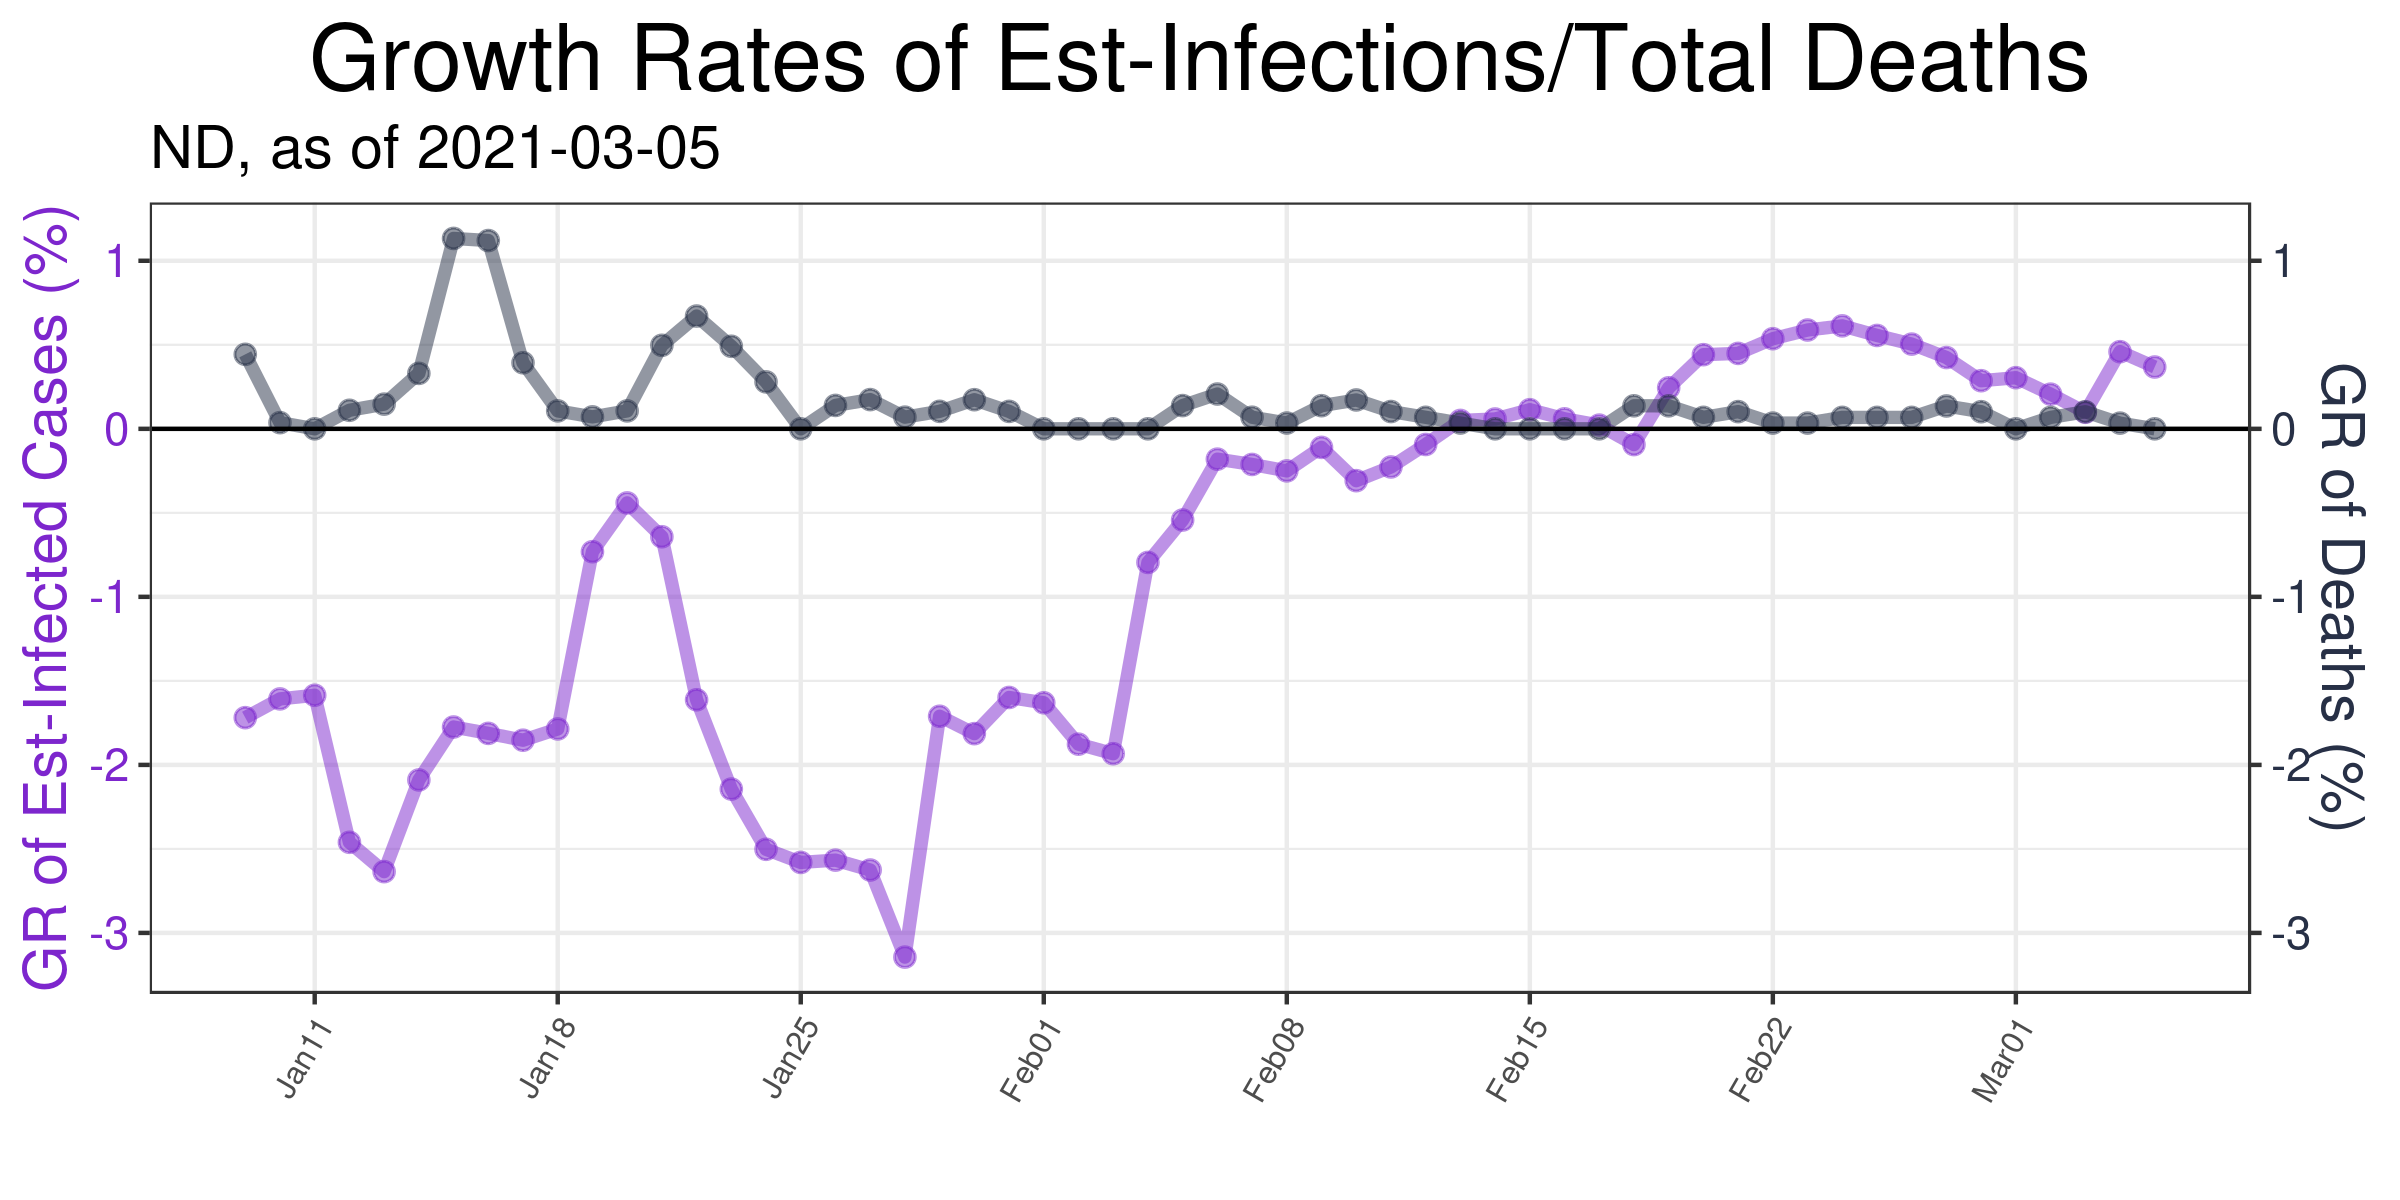 Growth Rates of Est-Infections/Total Deaths
ND, as of 2021-03-05
GR of Est-Infected Cases (%)
1
0
-1
-2
-3
1
0
-1
-2
-3
GR of Deaths (%)
Jan11
Jan18
Jan25
Feb01
Feb08
Feb15
Feb22
Mar01